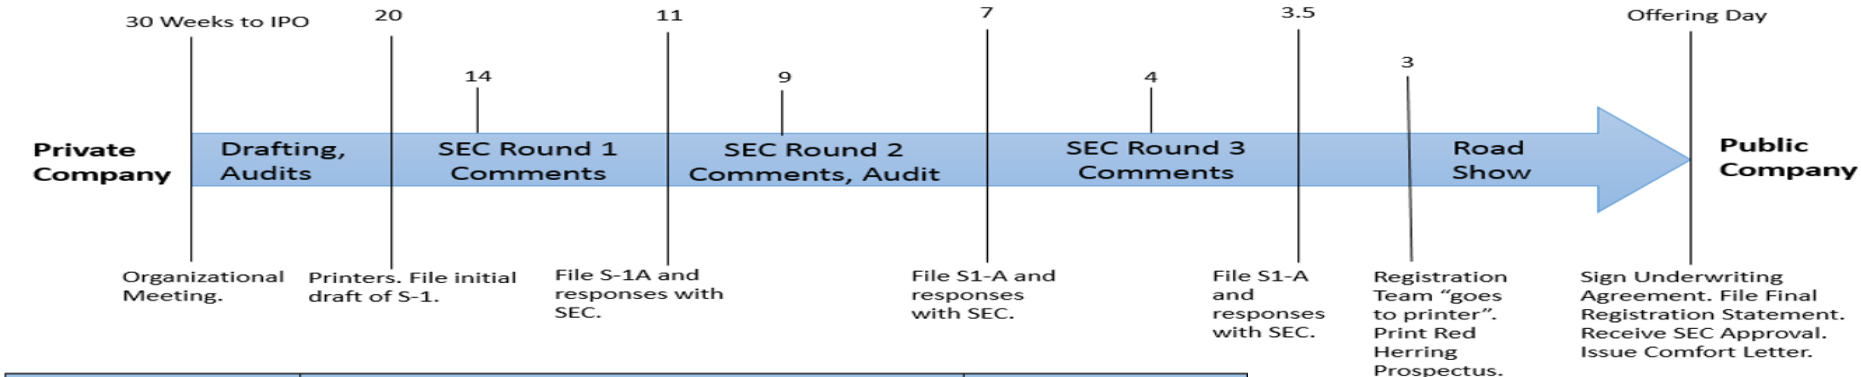 30 Weeks to IPO
20
11
7
3.5
Offering Day
14
9
4
3
Private
Company
Drafting,
Audits
SEC Round 1
Comments
SEC Round 2
Comments, Audit
SEC Round 3
Comments
Road
Show
Public
Company
Organizational
Meeting.
Printers. File initial
draft of S-1.
File S-1A and
responses with
SEC.
File S1-A and
responses
with SEC.
File S1-A
and
responses
with SEC.
Registration
Team “goes
to printer”.
Print Red
Herring
Prospectus.
Sign Underwriting
Agreement. File Final
Registration Statement.
Receive SEC Approval.
Issue Comfort Letter.